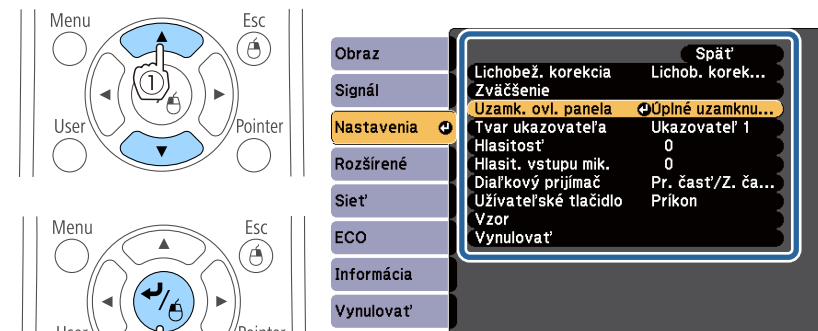 Menu
Esc
①
User
Pointer
Menu
Esc
User
Pointer
Obraz
Signál
Nastavenia
Rozšírené
Sieť
ECO
Informácia
Vynulovať
Späť
Lichobež. korekcia Lichob. korek...
Zväčšenie
Uzamk. ovl. panela Úplné uzamknu...
Tvar ukazovateľa Ukazovateľ 1
Hlasitosť 0
Hlasit. vstupu mik. 0
Diaľkový prijímač Pr. časť/Z. ča...
Užívateľské tlačidlo Príkon
Vzor
Vynulovať